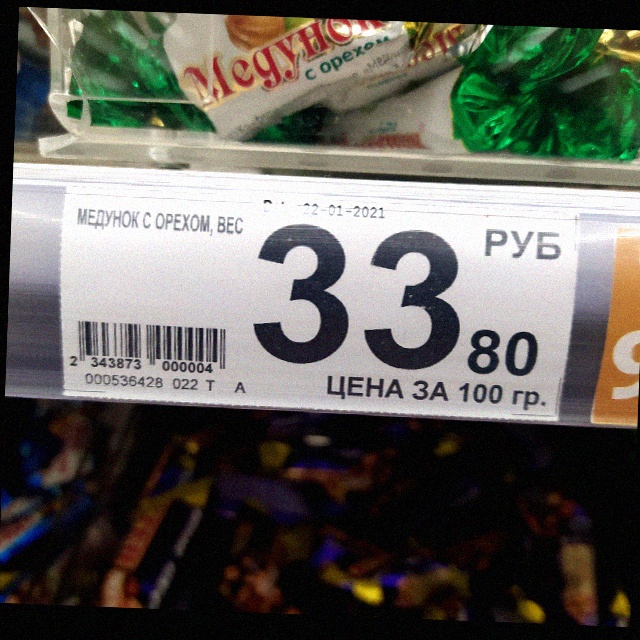 Медунок
с орехом
22-01-2021
МЕДУНОК С ОРЕХОМ, ВЕС
33 80 РУБ
2 343873 000004
000536428 022 Т А
ЦЕНА ЗА 100 гр.
9